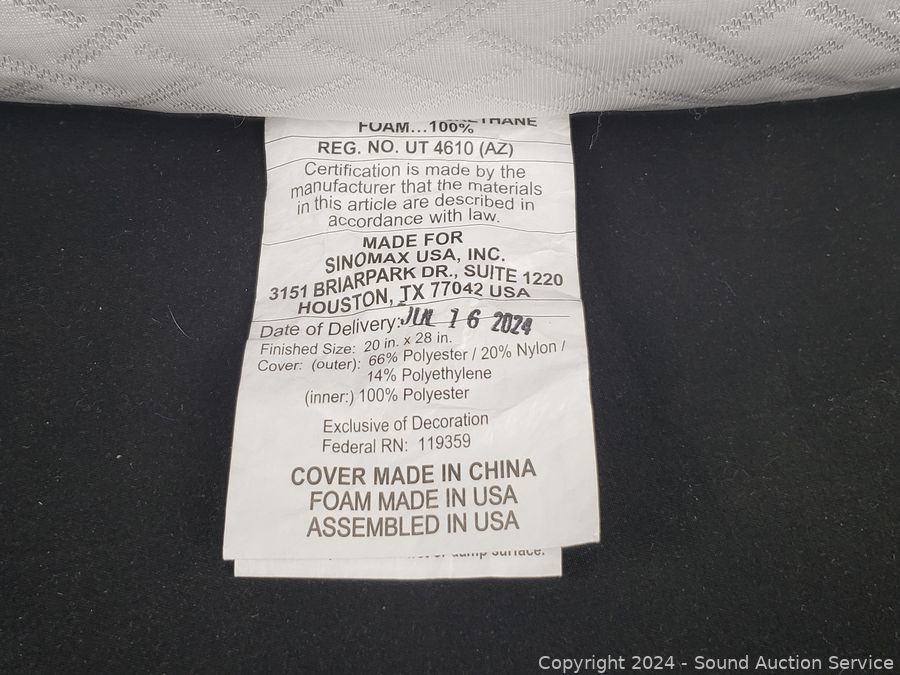 FOAM...100%
REG. NO. UT 4610 (AZ)
Certification is made by the
manufacturer that the materials
in this article are described in
accordance with law.
MADE FOR
SINOMAX USA, INC.
3151 BRIARPARK DR., SUITE 1220
HOUSTON, TX 77042 USA
Date of Delivery: JUL 16 2024
Finished Size: 20 in. x 28 in.
Cover: (outer): 66% Polyester / 20% Nylon /
14% Polyethylene
(inner:) 100% Polyester
Exclusive of Decoration
Federal RN: 119359
COVER MADE IN CHINA
FOAM MADE IN USA
ASSEMBLED IN USA
or damp surface.
Copyright 2024 - Sound Auction Service